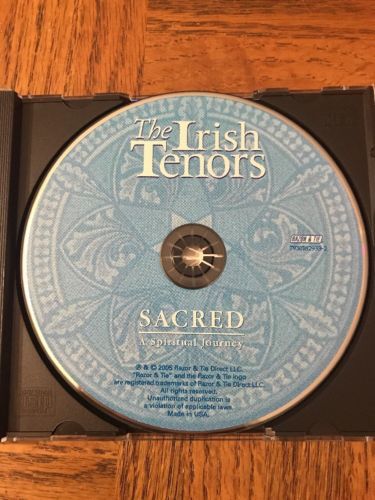 The Irish
Tenors
RAZOR & TIE
SACRED
A Spiritual Journey
℗ & © 2005 Razor & Tie Direct LLC.
"Razor & Tie" and the Razor & Tie logo
are registered trademarks of Razor & Tie Direct LLC.
All rights reserved.
Unauthorized duplication is
a violation of applicable laws.
Made in USA.